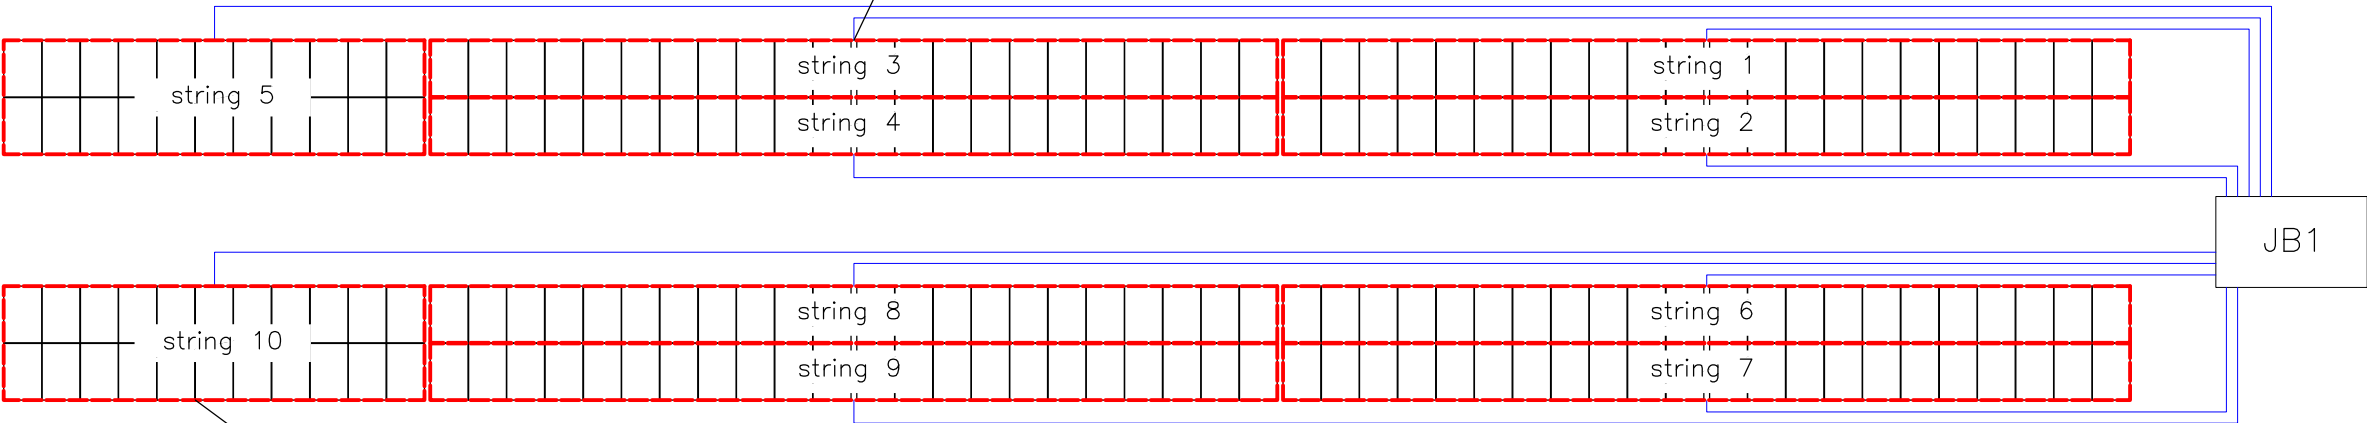 string 3
string 1
string 5
string 4
string 2
JB1
string 8
string 6
string 10
string 9
string 7